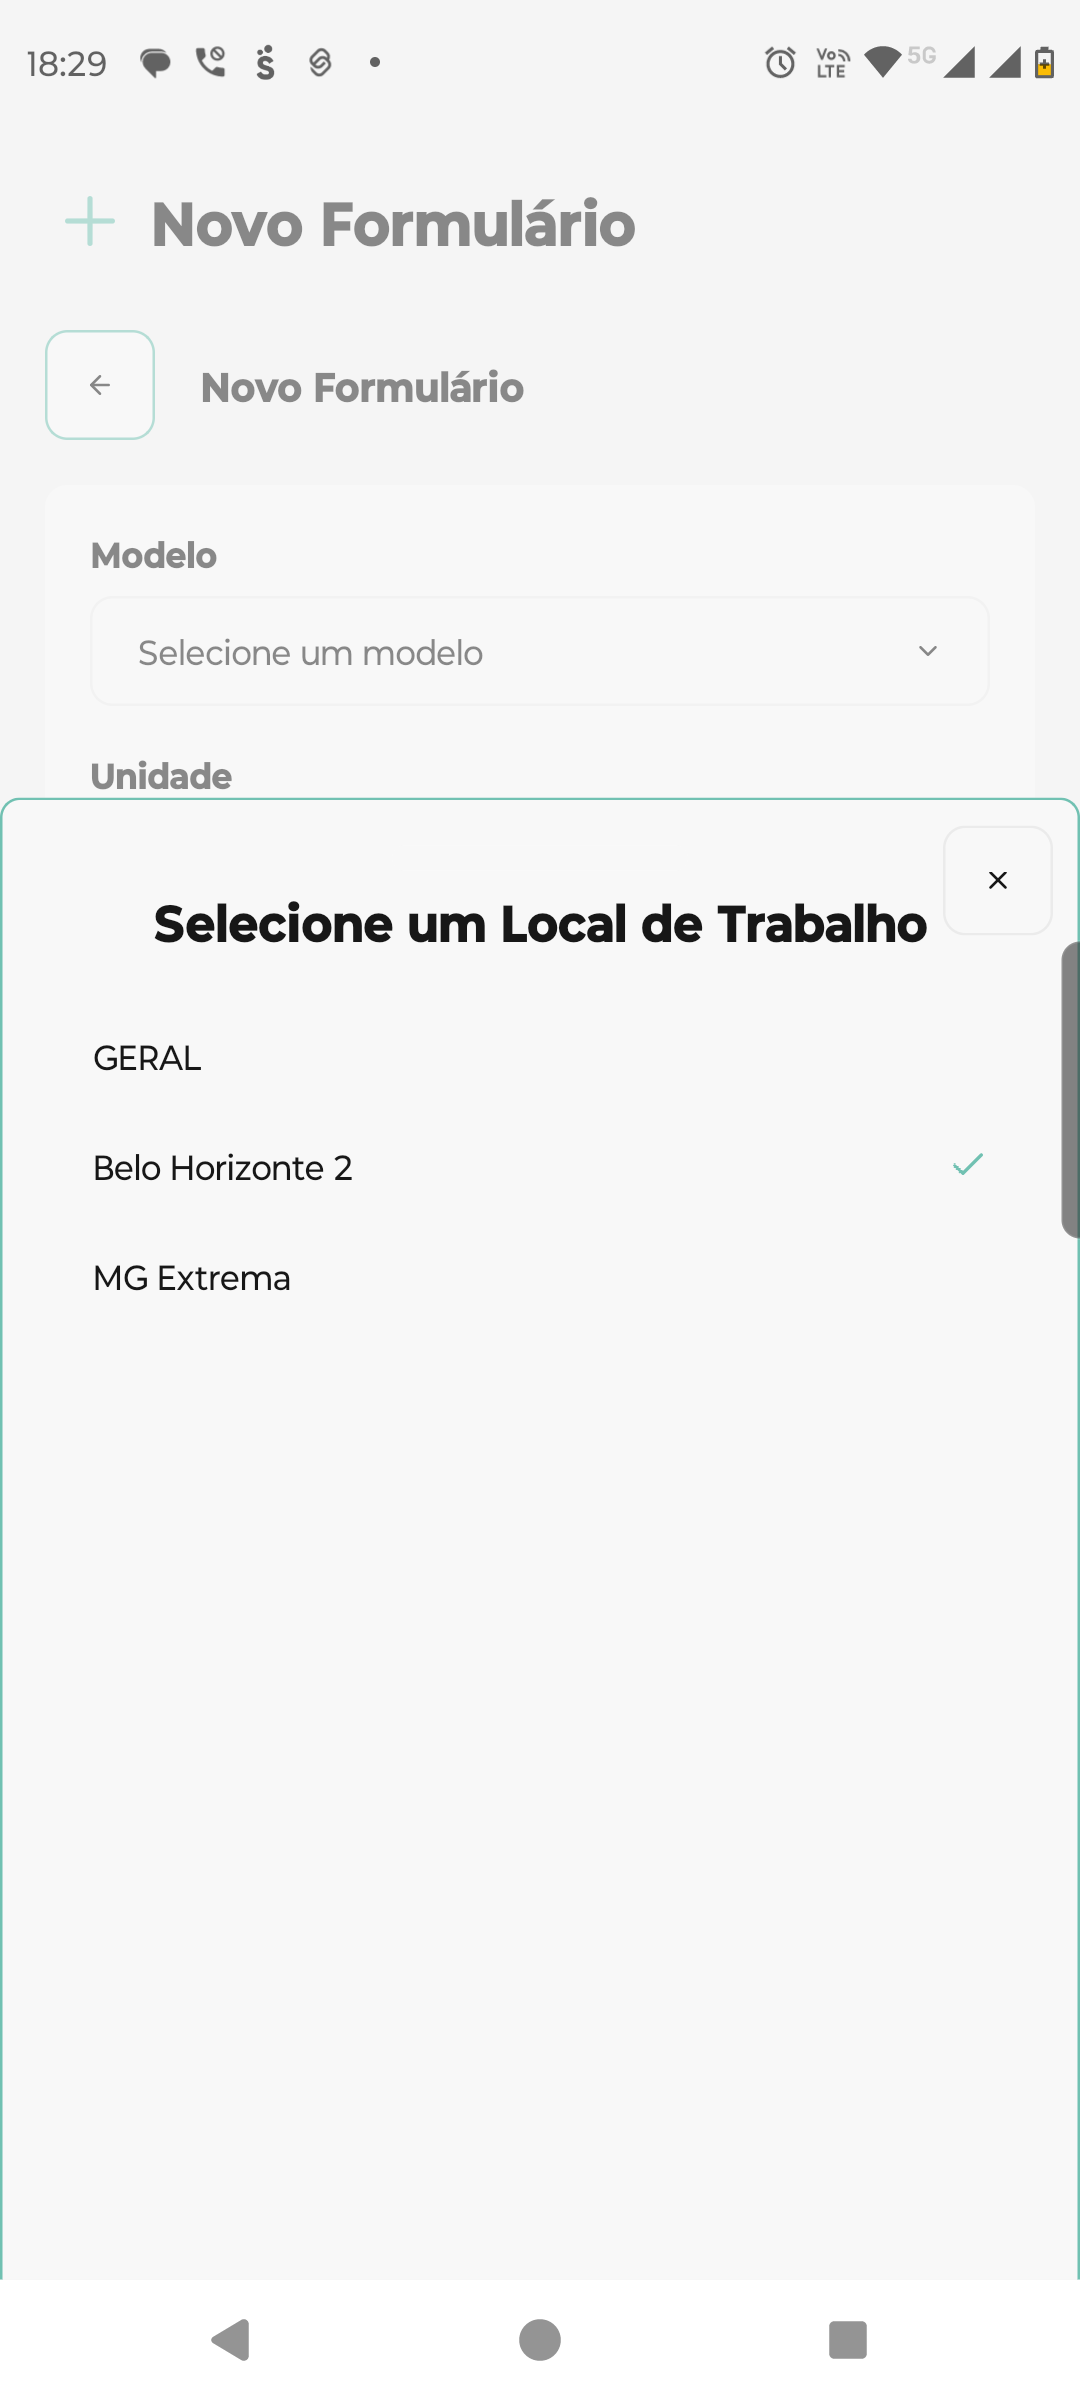 18:29
Vo LTE
5G
Novo Formulário
Novo Formulário
Modelo
Selecione um modelo
Unidade
Selecione um Local de Trabalho
GERAL
Belo Horizonte 2
MG Extrema